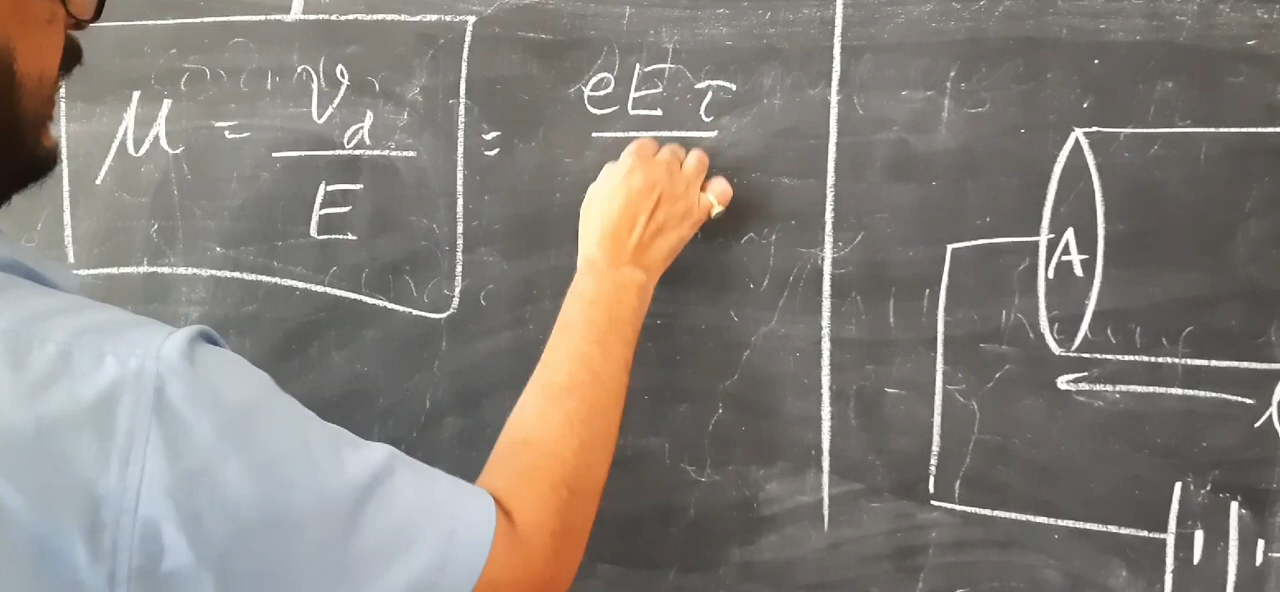 μ = v_d / E = eEτ
A